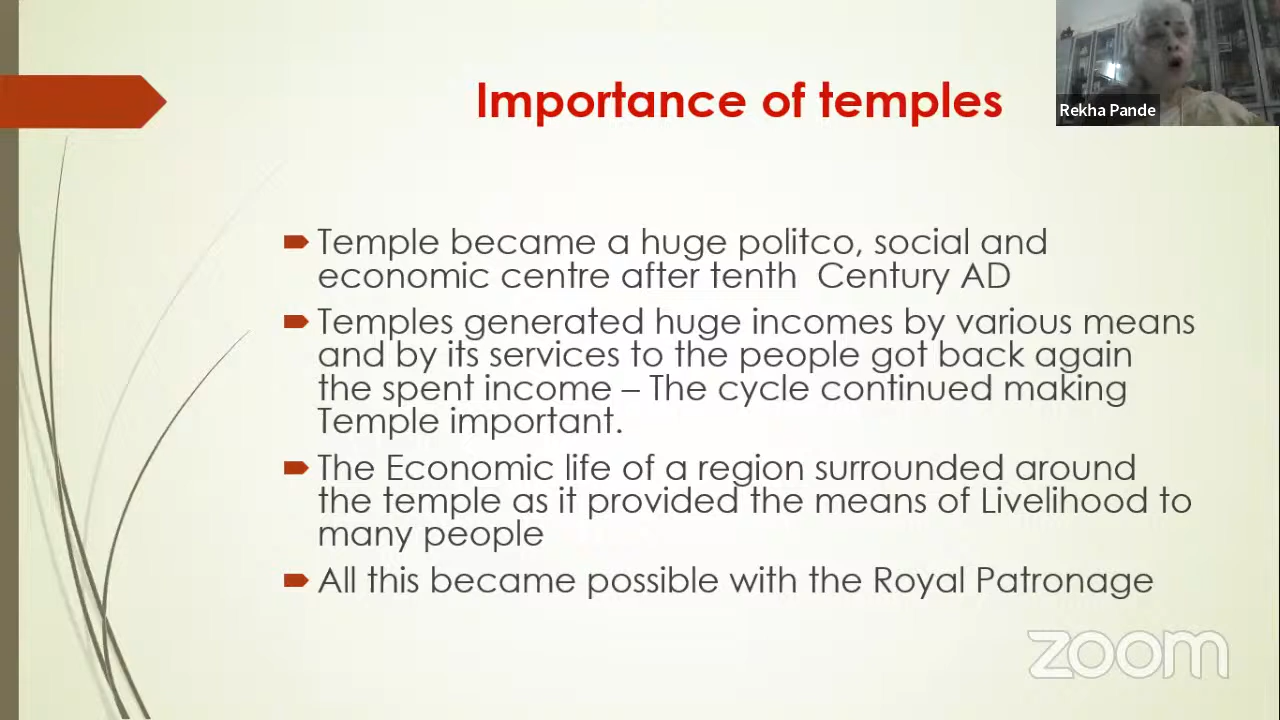 Importance of temples
Rekha Pande
Temple became a huge politco, social and
economic centre after tenth Century AD
Temples generated huge incomes by various means
and by its services to the people got back again
the spent income – The cycle continued making
Temple important.
The Economic life of a region surrounded around
the temple as it provided the means of Livelihood to
many people
All this became possible with the Royal Patronage
zoom